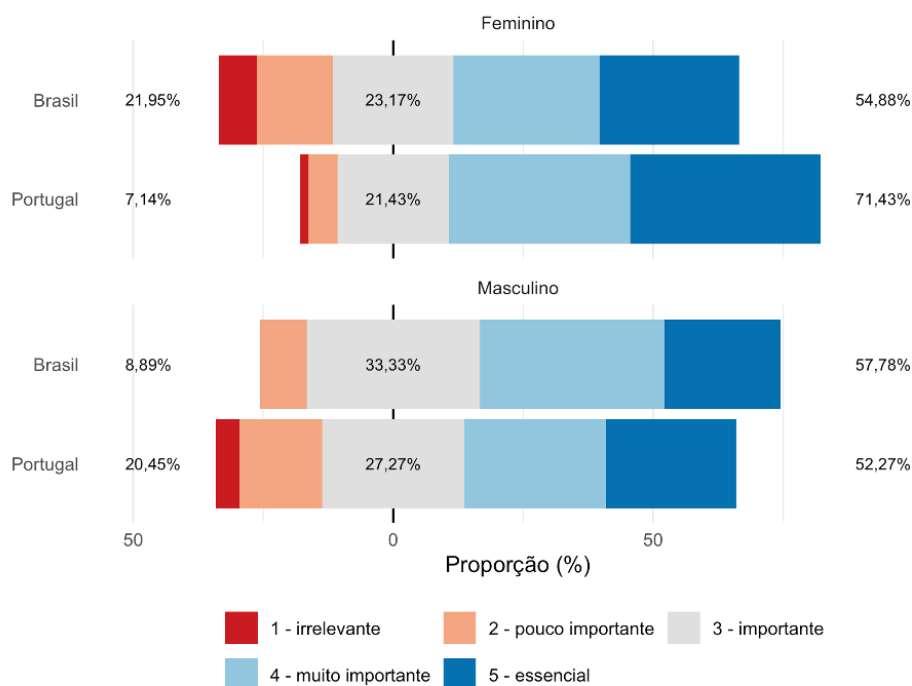 Feminino
Brasil 21,95% 23,17% 54,88%
Portugal 7,14% 21,43% 71,43%
Masculino
Brasil 8,89% 33,33% 57,78%
Portugal 20,45% 27,27% 52,27%
50 0 50
Proporção (%)
1 - irrelevante 2 - pouco importante 3 - importante
4 - muito importante 5 - essencial